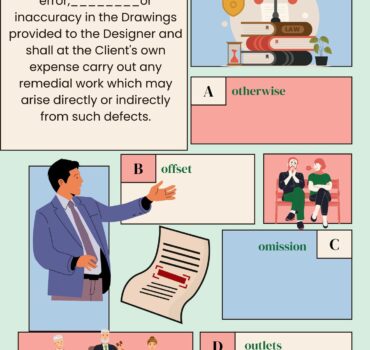 error,________or
inaccuracy in the Drawings
provided to the Designer and
shall at the Client's own
expense carry out any
remedial work which may
arise directly or indirectly
from such defects.
LAW
A otherwise
B offset
omission C
D outlets